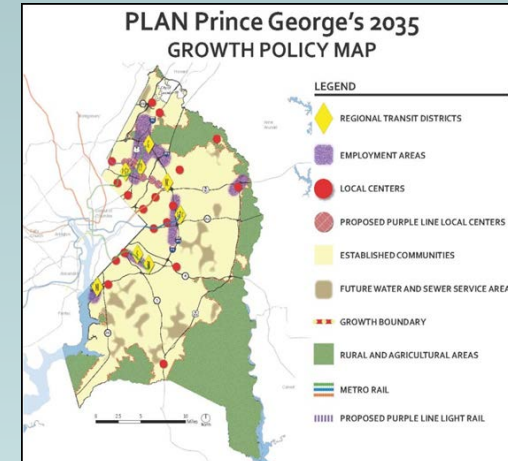 PLAN Prince George's 2035
GROWTH POLICY MAP
LEGEND
REGIONAL TRANSIT DISTRICTS
EMPLOYMENT AREAS
LOCAL CENTERS
PROPOSED PURPLE LINE LOCAL CENTERS
ESTABLISHED COMMUNITIES
FUTURE WATER AND SEWER SERVICE AREA
GROWTH BOUNDARY
RURAL AND AGRICULTURAL AREAS
METRO RAIL
PROPOSED PURPLE LINE LIGHT RAIL